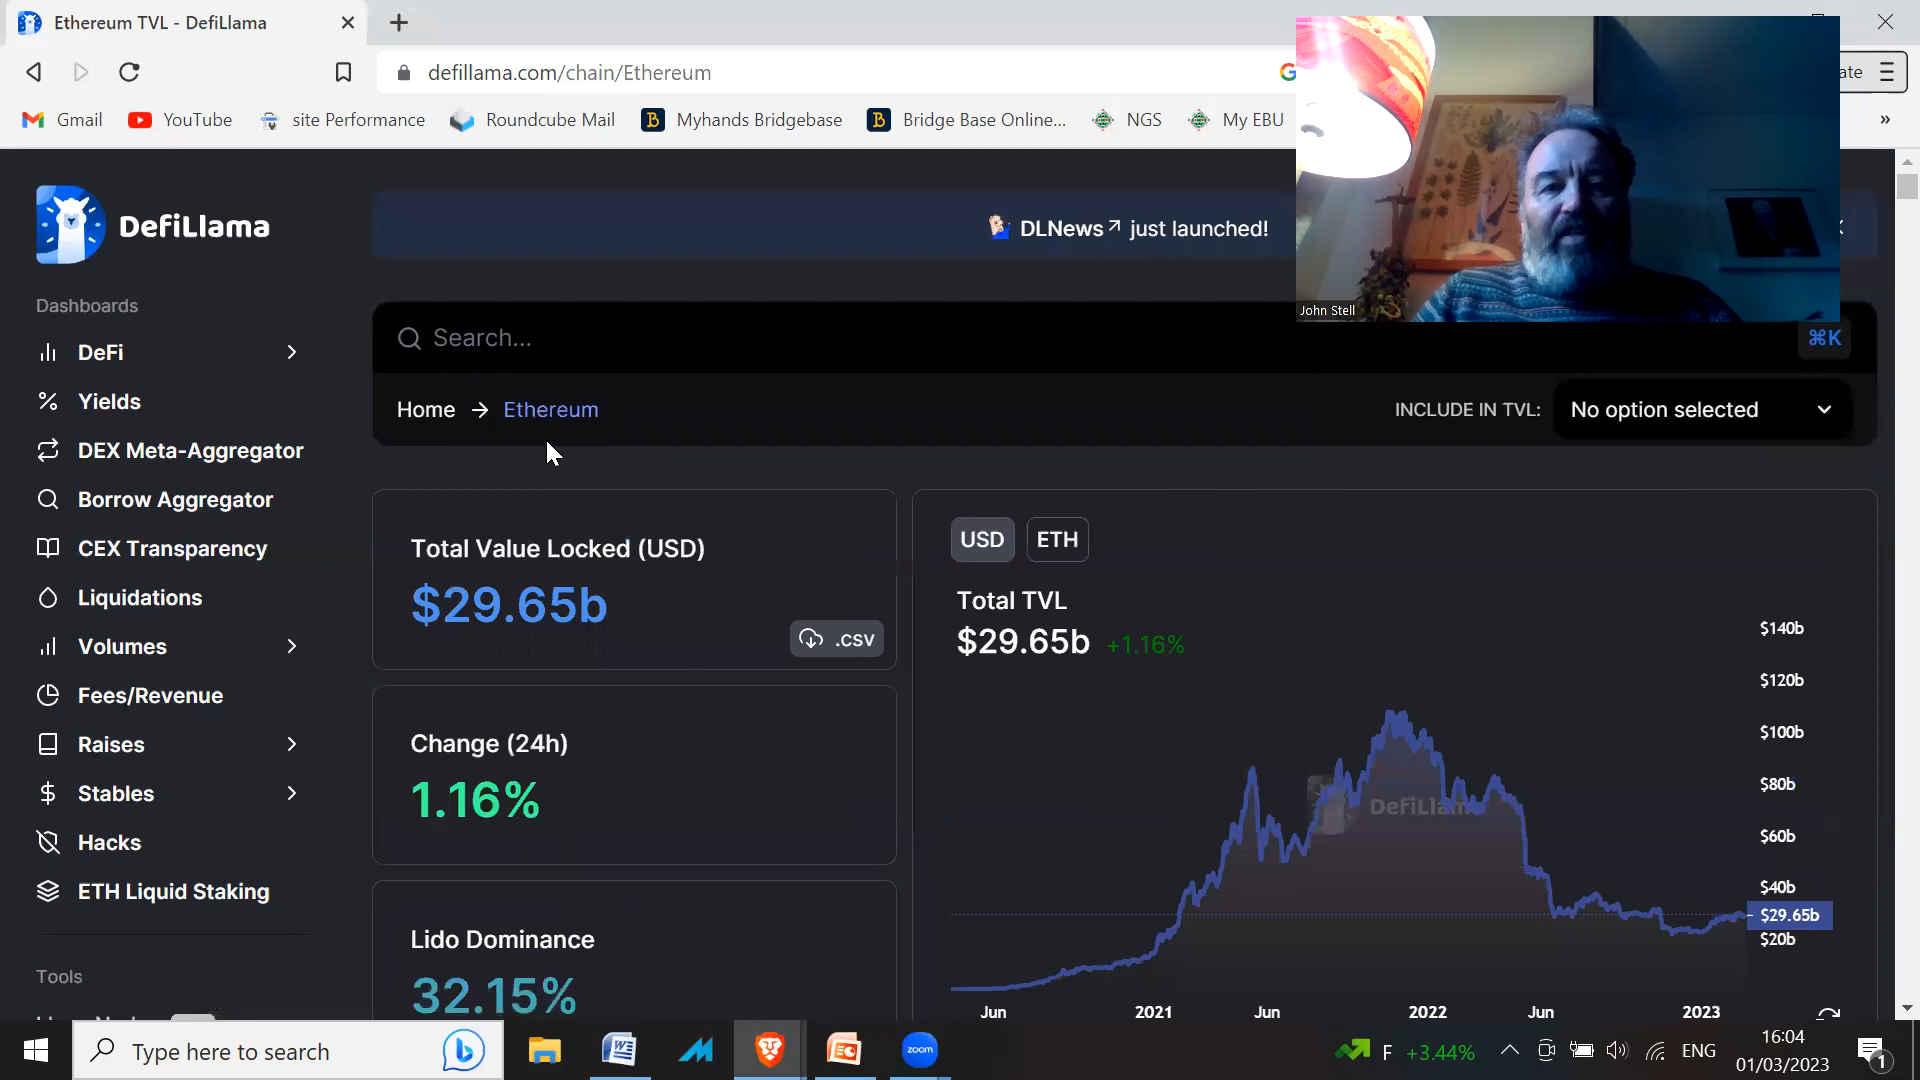 Ethereum TVL - DefiLlama
defillama.com/chain/Ethereum
ate
Gmail
YouTube
site Performance
Roundcube Mail
Myhands Bridgebase
Bridge Base Online...
NGS
My EBU
»
DefiLlama
DLNews↗ just launched!
John Stell
Dashboards
DeFi
Yields
DEX Meta-Aggregator
Borrow Aggregator
CEX Transparency
Liquidations
Volumes
Fees/Revenue
Raises
Stables
Hacks
ETH Liquid Staking
Tools
Search...
⌘K
Home → Ethereum
INCLUDE IN TVL:
No option selected
Total Value Locked (USD)
$29.65b
.csv
Change (24h)
1.16%
Lido Dominance
32.15%
USD
ETH
Total TVL
$29.65b +1.16%
DefiLlama
$140b
$120b
$100b
$80b
$60b
$40b
$29.65b
$20b
Jun
2021
Jun
2022
Jun
2023
Type here to search
zoom
F +3.44%
ENG
16:04
01/03/2023
1